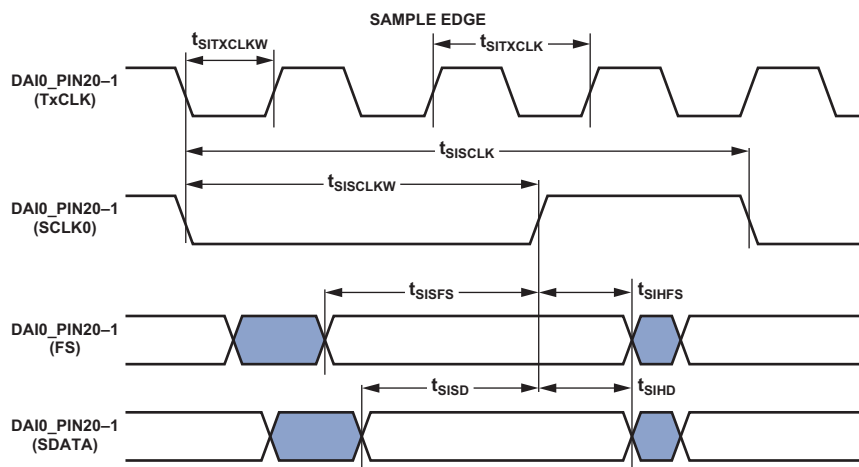 SAMPLE EDGE
tSITXCLKW
tSITXCLK
DAI0_PIN20–1
(TxCLK)
tSISCLK
tSISCLKW
DAI0_PIN20–1
(SCLK0)
tSISFS
tSIHFS
DAI0_PIN20–1
(FS)
tSISD
tSIHD
DAI0_PIN20–1
(SDATA)